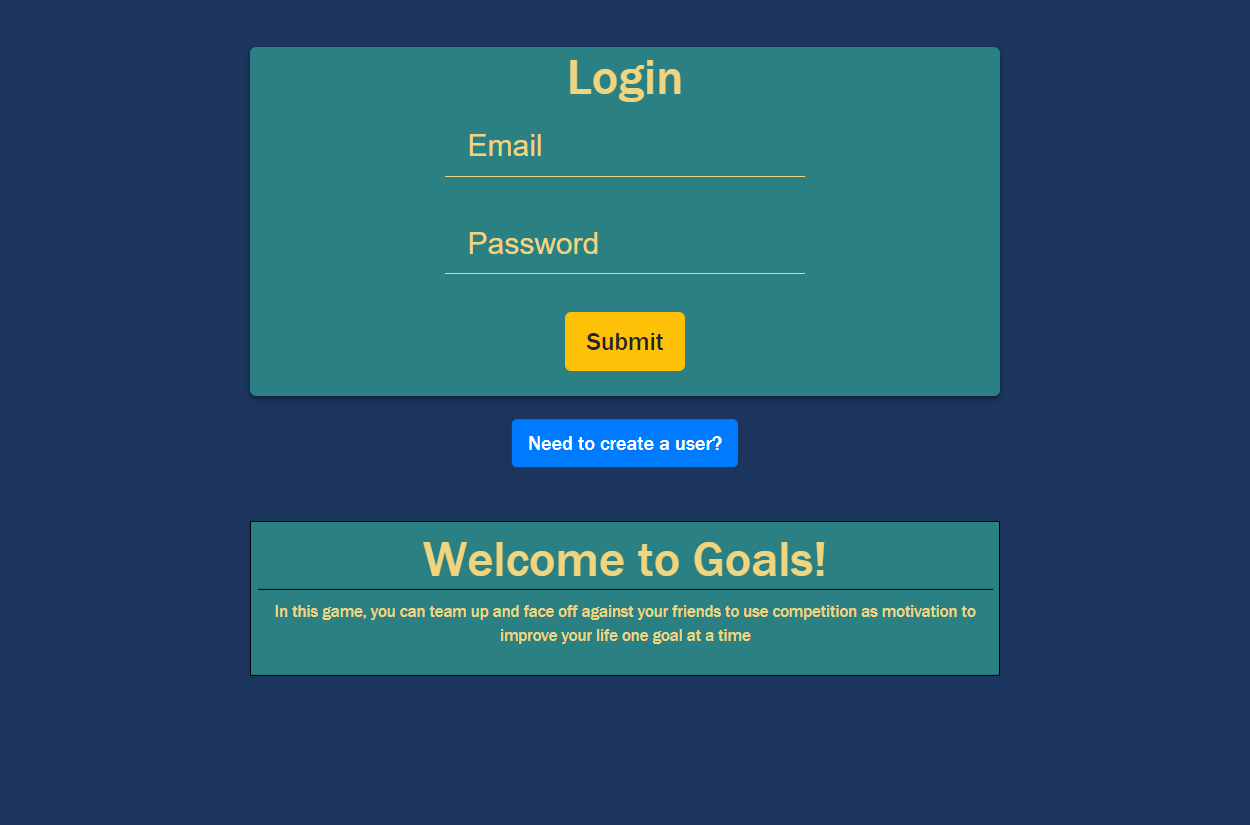 Login
Email
Password
Submit
Need to create a user?
Welcome to Goals!
In this game, you can team up and face off against your friends to use competition as motivation to
improve your life one goal at a time